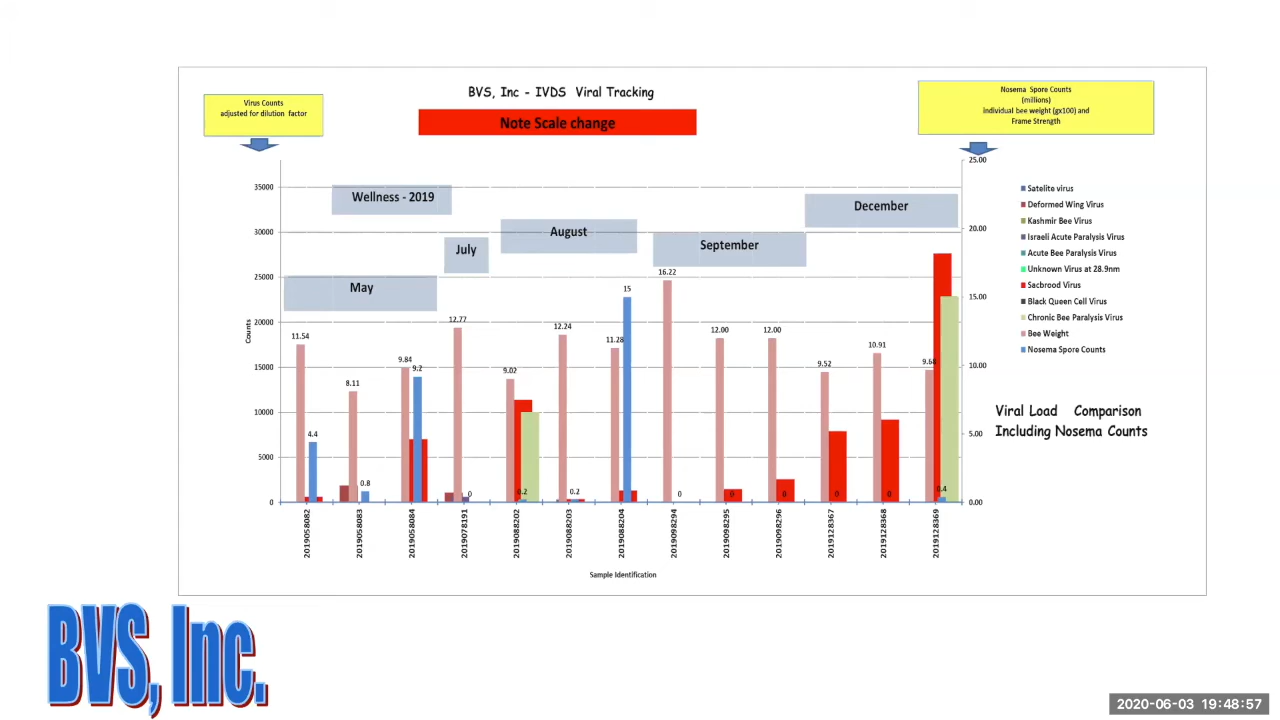 Virus Counts
adjusted for dilution factor
BVS, Inc - IVDS Viral Tracking
Note Scale change
Nosema Spore Counts
(millions)
individual bee weight (gx100) and
Frame Strength
Wellness - 2019
May
July
August
September
December
35000
30000
25000
20000
15000
10000
5000
0
Counts
25.00
20.00
15.00
10.00
5.00
0.00
11.54
4.4
8.11
0.8
9.84
9.2
12.77
0
9.02
0.2
12.24
0.2
11.28
15
16.22
0
12.00
0
12.00
0
9.52
0
10.91
0
9.68
0.4
2019058082
2019058083
2019058084
2019078191
2019088202
2019088203
2019088204
2019098294
2019098295
2019098296
2019128367
2019128368
2019128369
Sample Identification
Satelite virus
Deformed Wing Virus
Kashmir Bee Virus
Israeli Acute Paralysis Virus
Acute Bee Paralysis Virus
Unknown Virus at 28.9nm
Sacbrood Virus
Black Queen Cell Virus
Chronic Bee Paralysis Virus
Bee Weight
Nosema Spore Counts
Viral Load Comparison
Including Nosema Counts
BVS, Inc.
2020-06-03 19:48:57